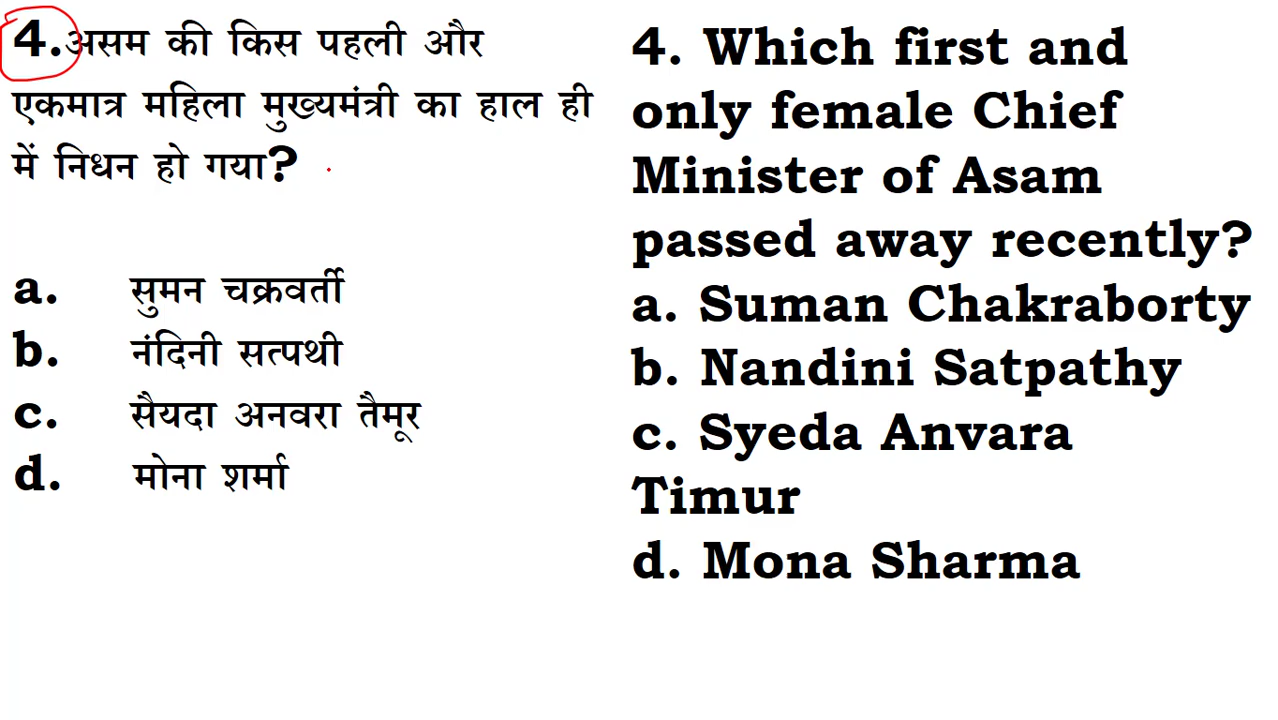 4.असम की किस पहली और
एकमात्र महिला मुख्यमंत्री का हाल ही
में निधन हो गया?
a. सुमन चक्रवर्ती
b. नंदिनी सत्पथी
c. सैयदा अनवरा तैमूर
d. मोना शर्मा
4. Which first and
only female Chief
Minister of Asam
passed away recently?
a. Suman Chakraborty
b. Nandini Satpathy
c. Syeda Anvara
Timur
d. Mona Sharma